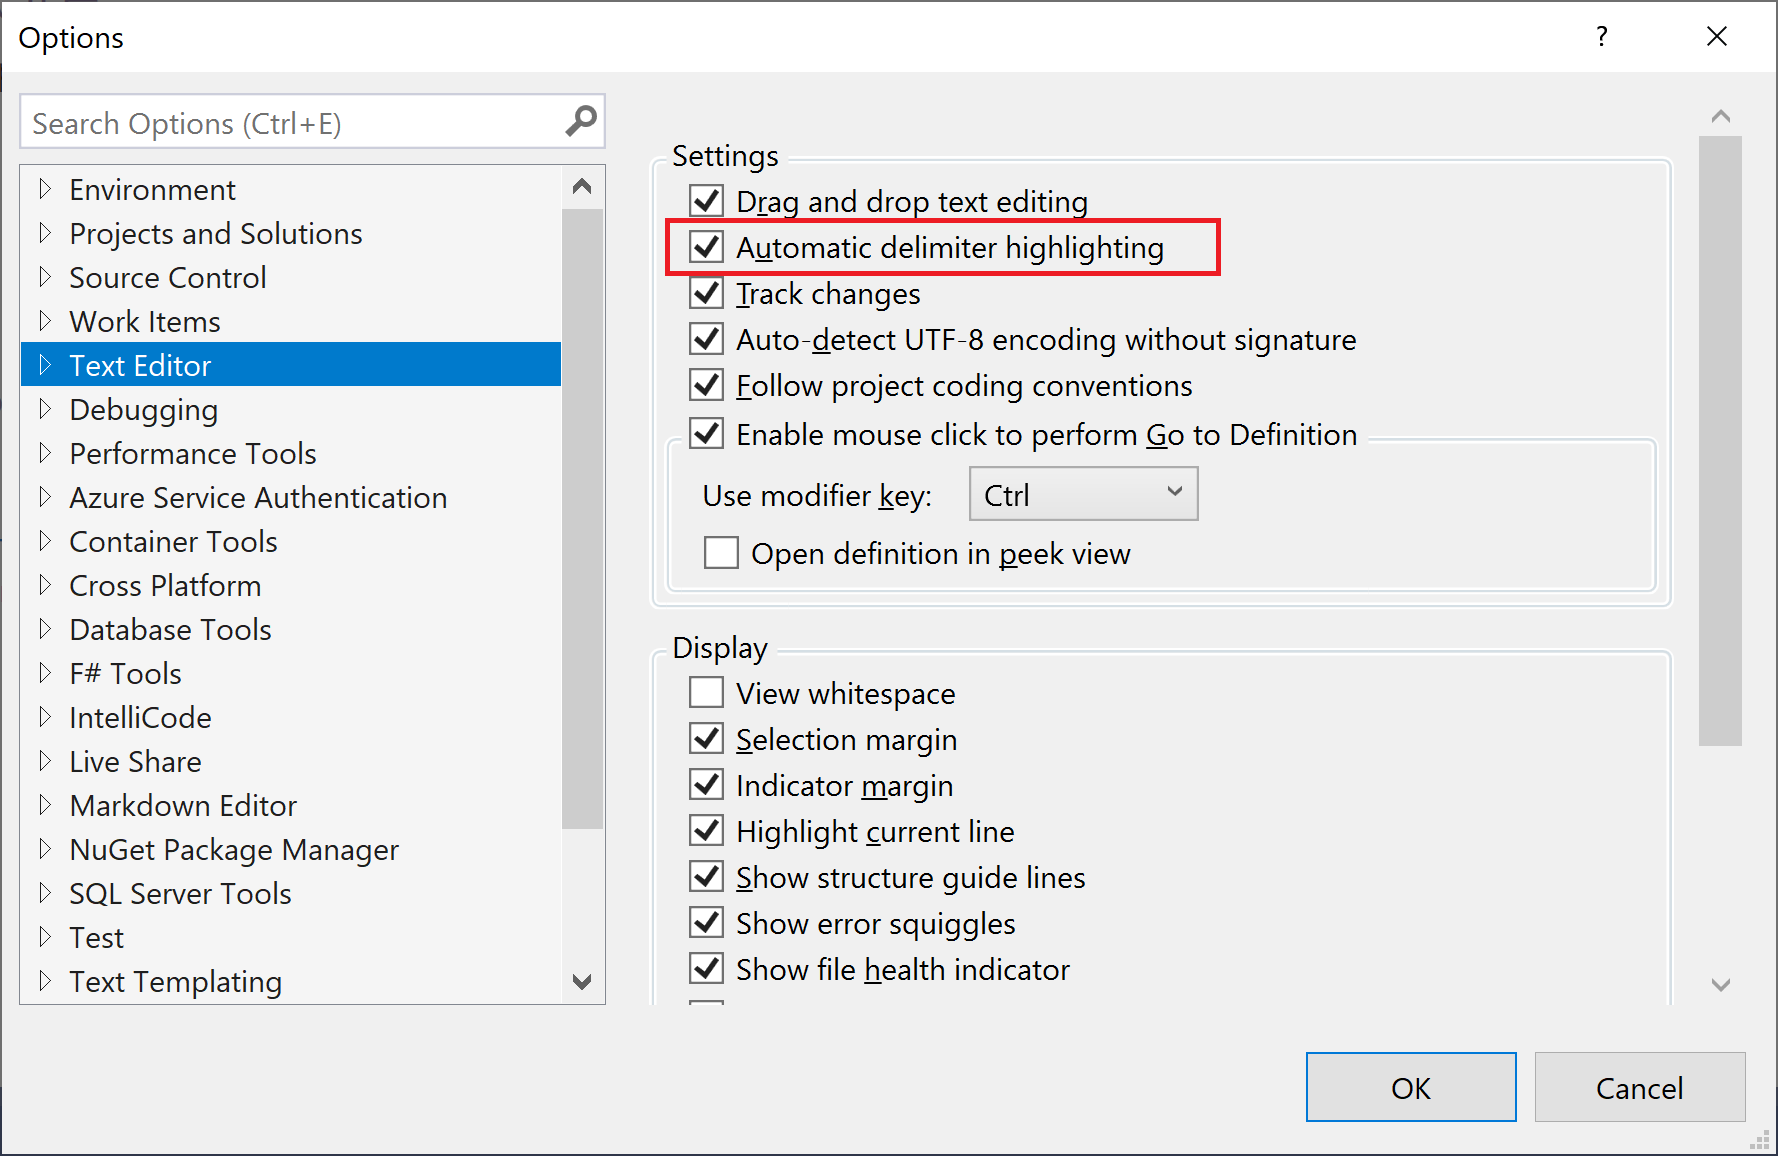 Options
?
Search Options (Ctrl+E)
Environment
Projects and Solutions
Source Control
Work Items
Text Editor
Debugging
Performance Tools
Azure Service Authentication
Container Tools
Cross Platform
Database Tools
F# Tools
IntelliCode
Live Share
Markdown Editor
NuGet Package Manager
SQL Server Tools
Test
Text Templating
Settings
Drag and drop text editing
Automatic delimiter highlighting
Track changes
Auto-detect UTF-8 encoding without signature
Follow project coding conventions
Enable mouse click to perform Go to Definition
Use modifier key: Ctrl
Open definition in peek view
Display
View whitespace
Selection margin
Indicator margin
Highlight current line
Show structure guide lines
Show error squiggles
Show file health indicator
OK
Cancel